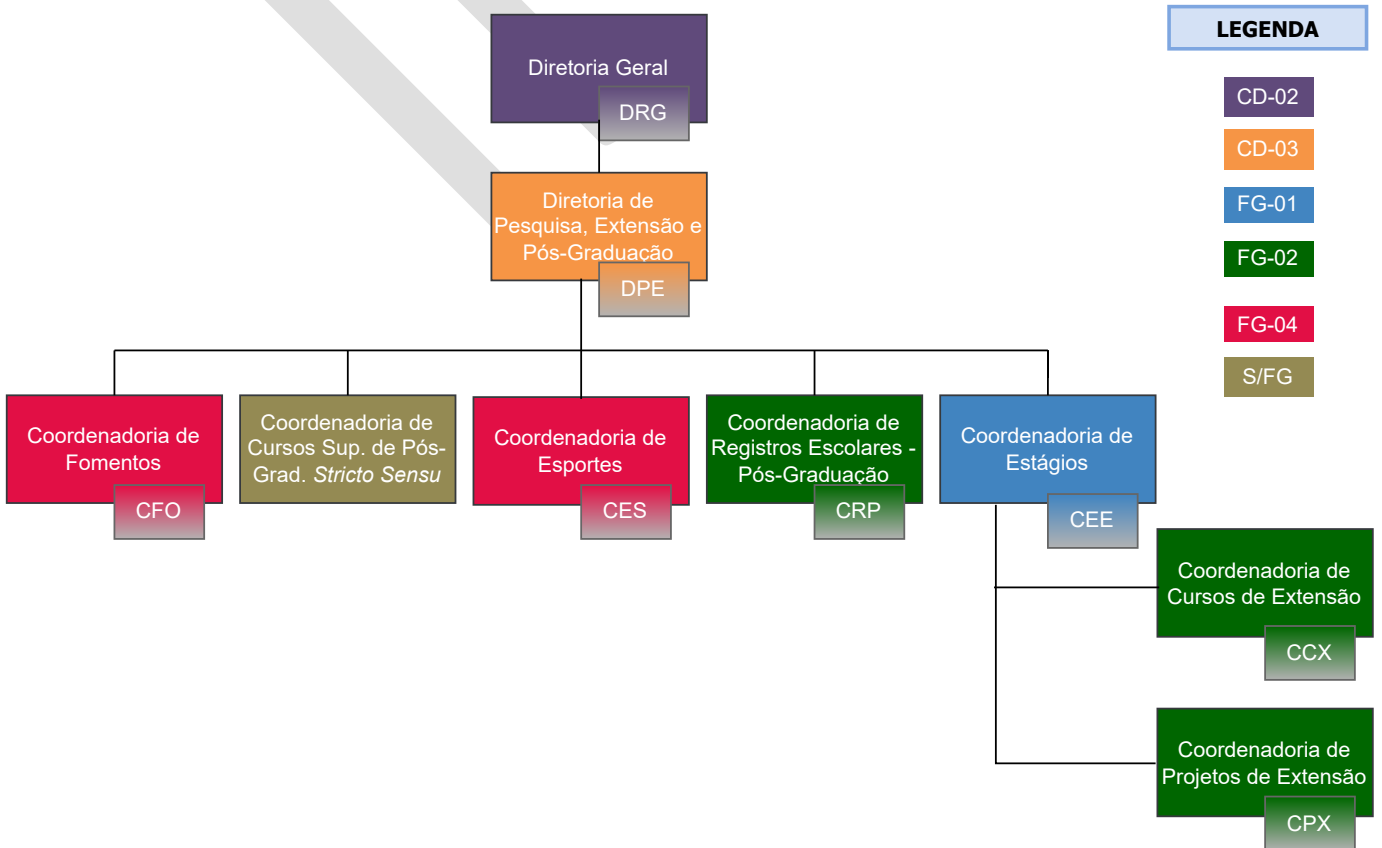 Diretoria Geral
DRG
LEGENDA
CD-02
CD-03
FG-01
FG-02
FG-04
S/FG
Diretoria de
Pesquisa, Extensão e
Pós-Graduação
DPE
Coordenadoria de
Fomentos
CFO
Coordenadoria de
Cursos Sup. de Pós-
Grad. Stricto Sensu
Coordenadoria de
Esportes
CES
Coordenadoria de
Registros Escolares -
Pós-Graduação
CRP
Coordenadoria de
Estágios
CEE
Coordenadoria de
Cursos de Extensão
CCX
Coordenadoria de
Projetos de Extensão
CPX